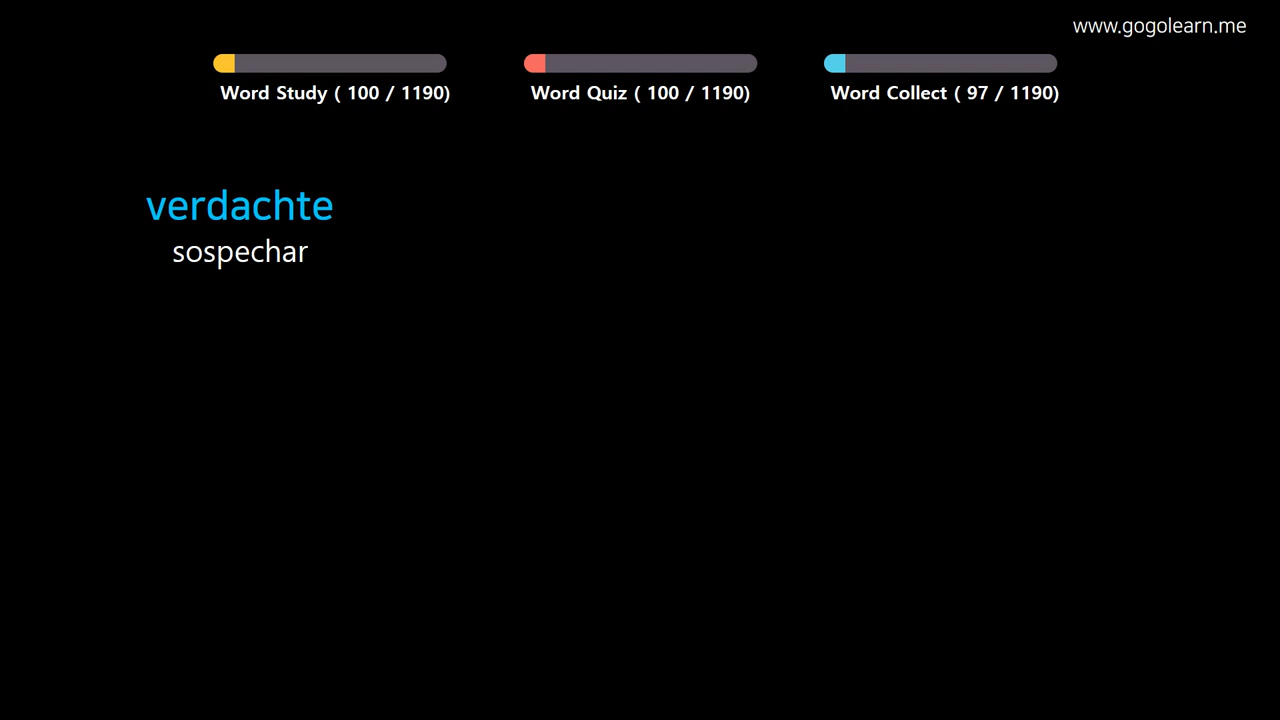 www.gogolearn.me
Word Study ( 100 / 1190)
Word Quiz ( 100 / 1190)
Word Collect ( 97 / 1190)
verdachte
sospechar